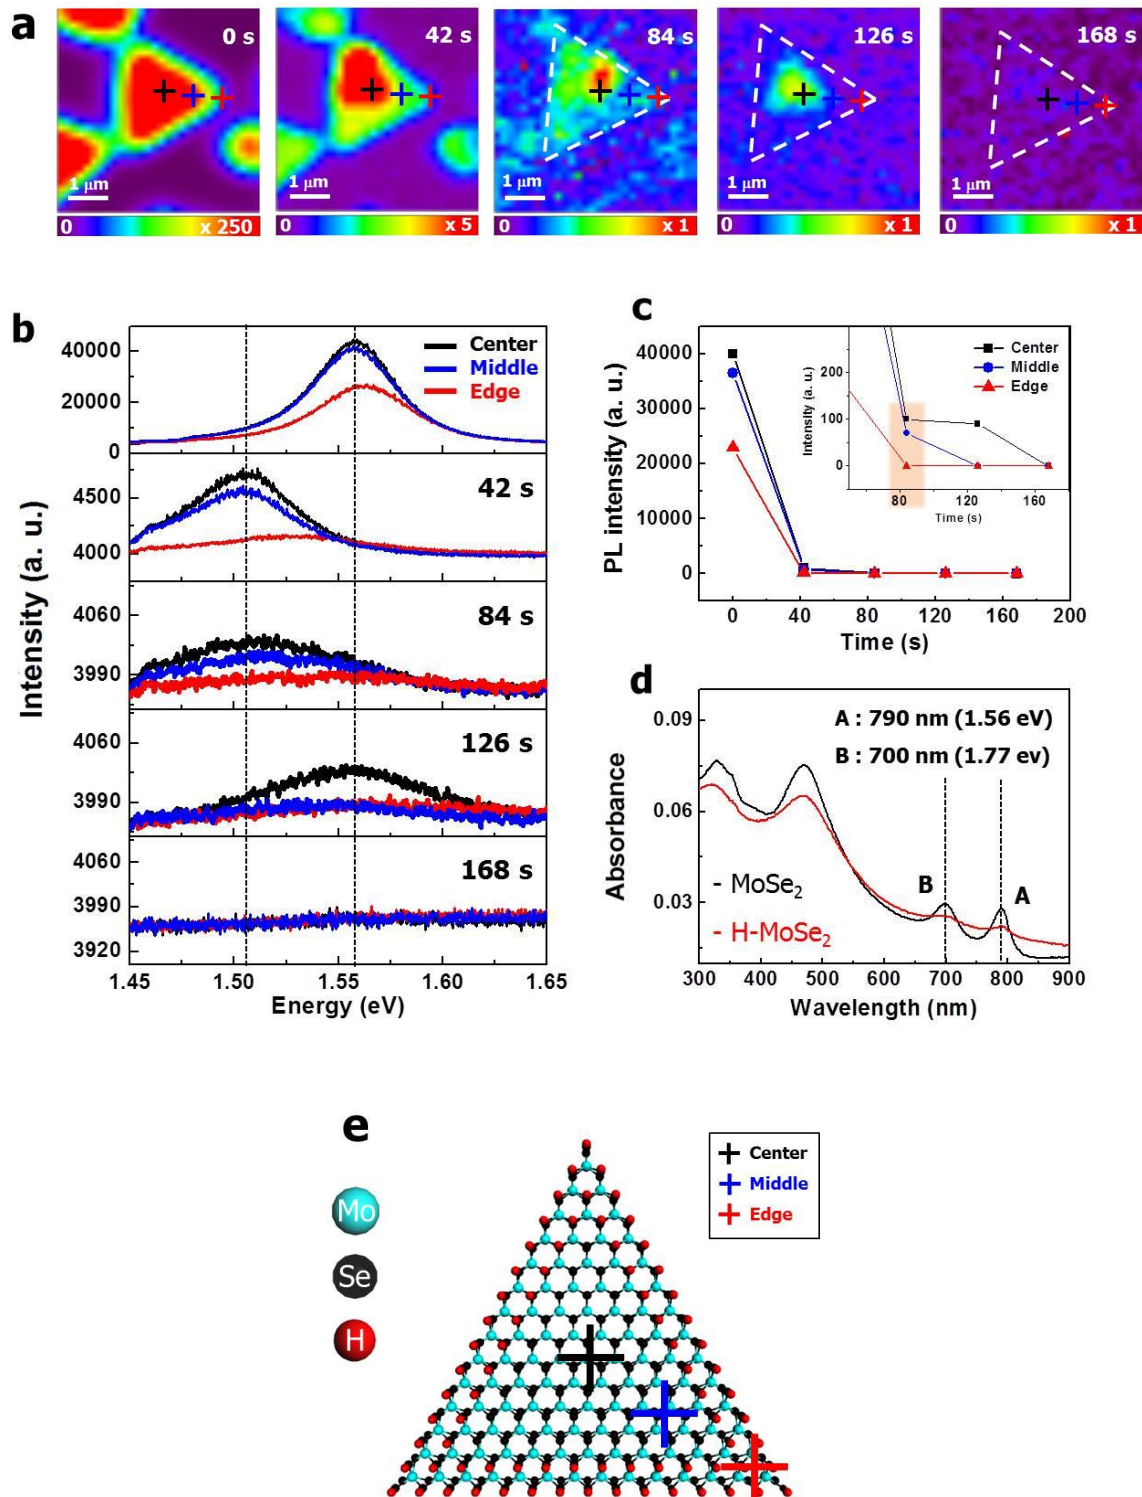 a
0 s
42 s
84 s
126 s
168 s
1 μm
1 μm
1 μm
1 μm
1 μm
0 x 250
0 x 5
0 x 1
0 x 1
0 x 1
b
Center
Middle
Edge
40000
20000
0
42 s
4500
4000
84 s
4060
3990
126 s
4060
3990
168 s
4060
3990
3920
1.45 1.50 1.55 1.60 1.65
Energy (eV)
Intensity (a. u.)
c
PL intensity (a. u.)
40000
30000
20000
10000
0
0 40 80 120 160 200
Time (s)
Center
Middle
Edge
Intensity (a. u.)
200
100
0
80 120 160
Time (s)
d
A : 790 nm (1.56 eV)
B : 700 nm (1.77 ev)
Absorbance
0.09
0.06
0.03
B
A
- MoSe₂
- H-MoSe₂
300 400 500 600 700 800 900
Wavelength (nm)
e
Mo
Se
H
Center
Middle
Edge